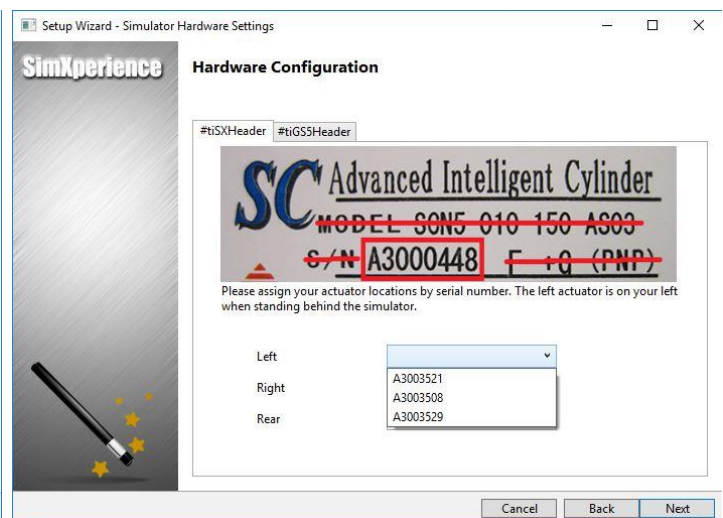 Setup Wizard - Simulator Hardware Settings
SimXperience
Hardware Configuration
#tiSXHeader #tiGS5Header
SC Advanced Intelligent Cylinder
MODEL SCN5 010 150 AS03
S/N A3000448 F +Q (PNP)
Please assign your actuator locations by serial number. The left actuator is on your left
when standing behind the simulator.
Left
Right
Rear
A3003521
A3003508
A3003529
Cancel Back Next